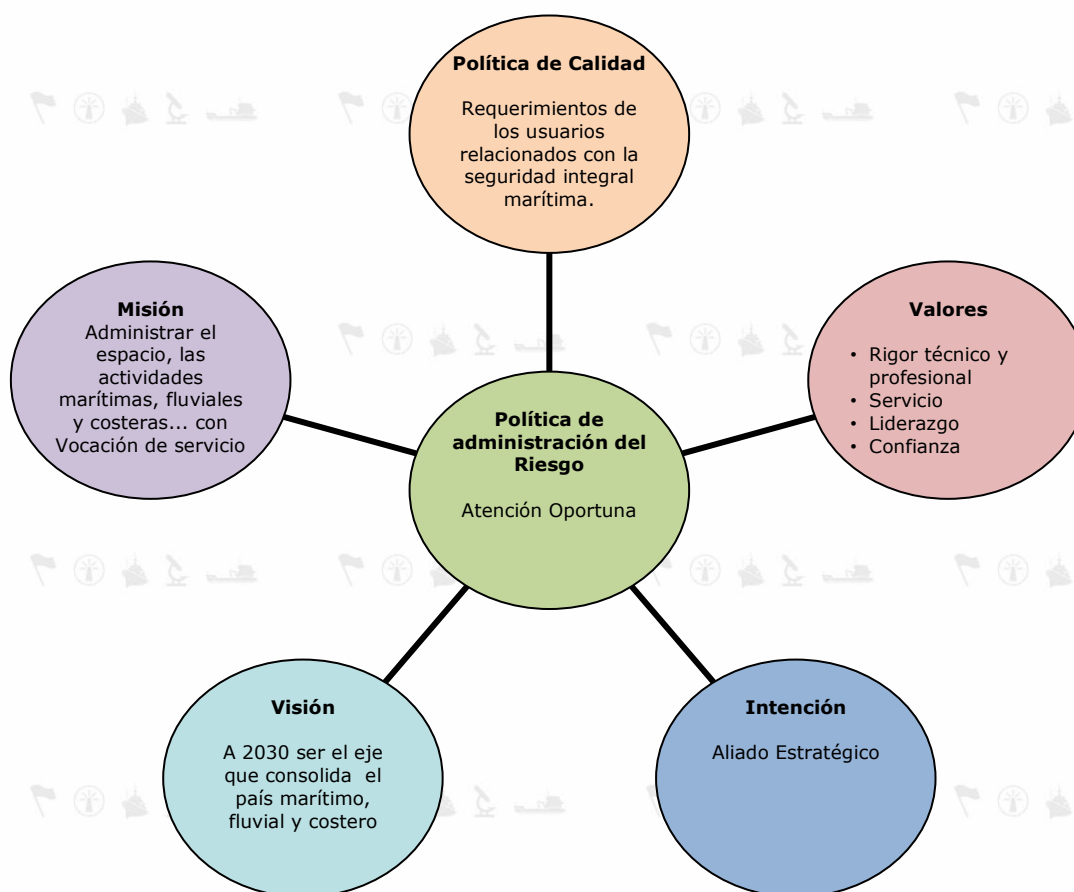 Política de Calidad
Requerimientos de
los usuarios
relacionados con la
seguridad integral
marítima.
Misión
Administrar el
espacio, las
actividades
marítimas, fluviales
y costeras... con
Vocación de servicio
Valores
• Rigor técnico y
profesional
• Servicio
• Liderazgo
• Confianza
Política de
administración del
Riesgo
Atención Oportuna
Visión
A 2030 ser el eje
que consolida el
país marítimo,
fluvial y costero
Intención
Aliado Estratégico